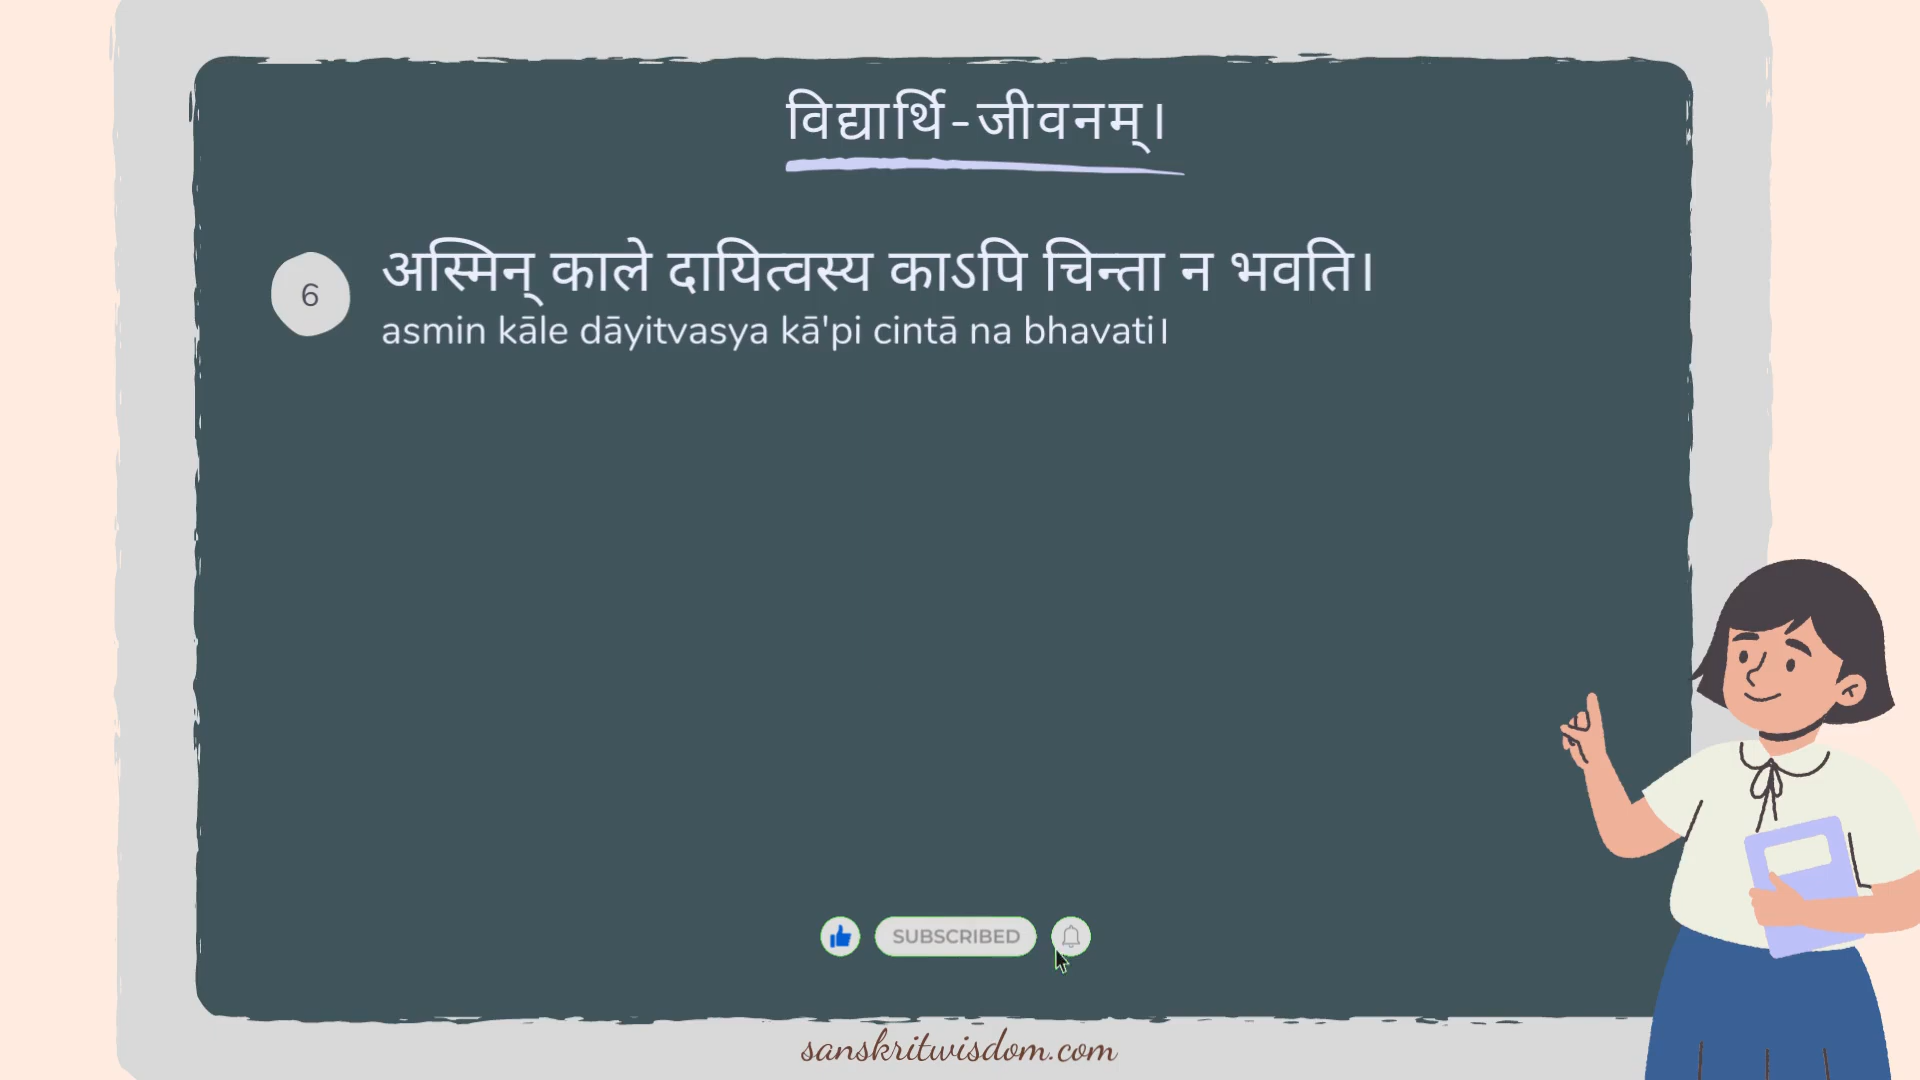 विद्यार्थि-जीवनम्।
6
अस्मिन् काले दायित्वस्य काऽपि चिन्ता न भवति।
asmin kāle dāyitvasya kā'pi cintā na bhavati।
SUBSCRIBED
sanskritwisdom.com